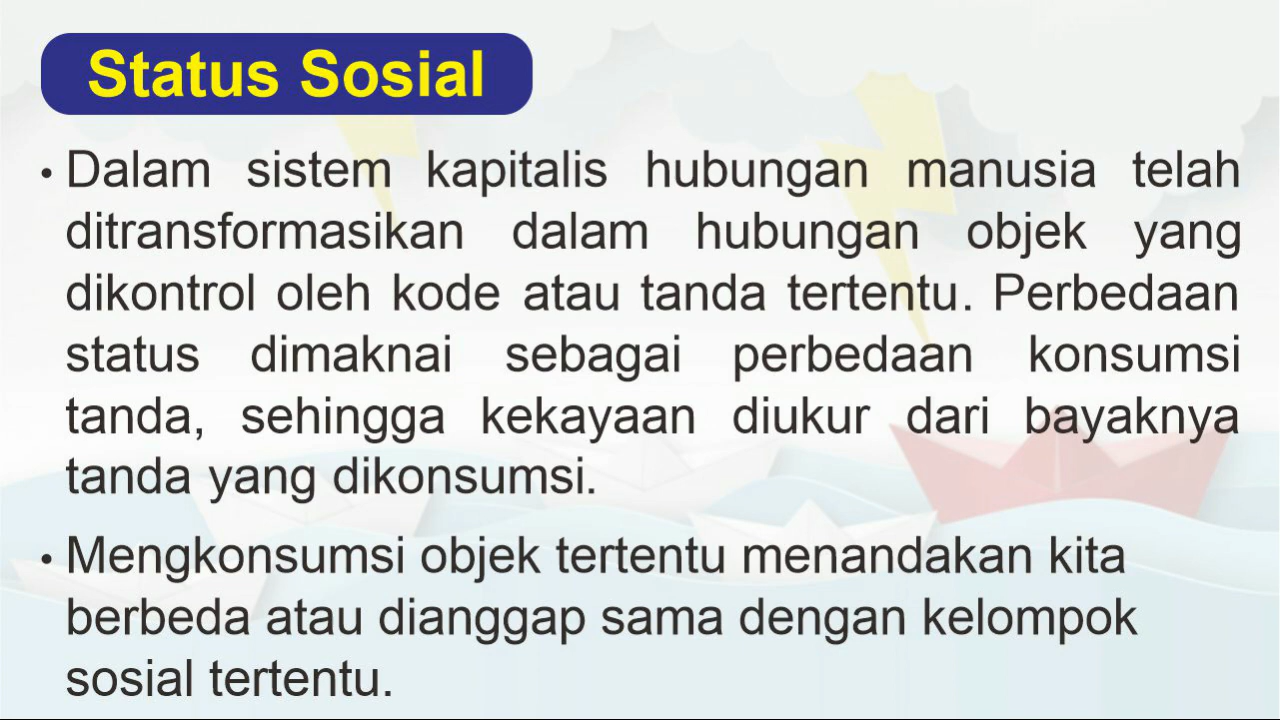 Status Sosial
• Dalam sistem kapitalis hubungan manusia telah
ditransformasikan dalam hubungan objek yang
dikontrol oleh kode atau tanda tertentu. Perbedaan
status dimaknai sebagai perbedaan konsumsi
tanda, sehingga kekayaan diukur dari bayaknya
tanda yang dikonsumsi.
• Mengkonsumsi objek tertentu menandakan kita
berbeda atau dianggap sama dengan kelompok
sosial tertentu.